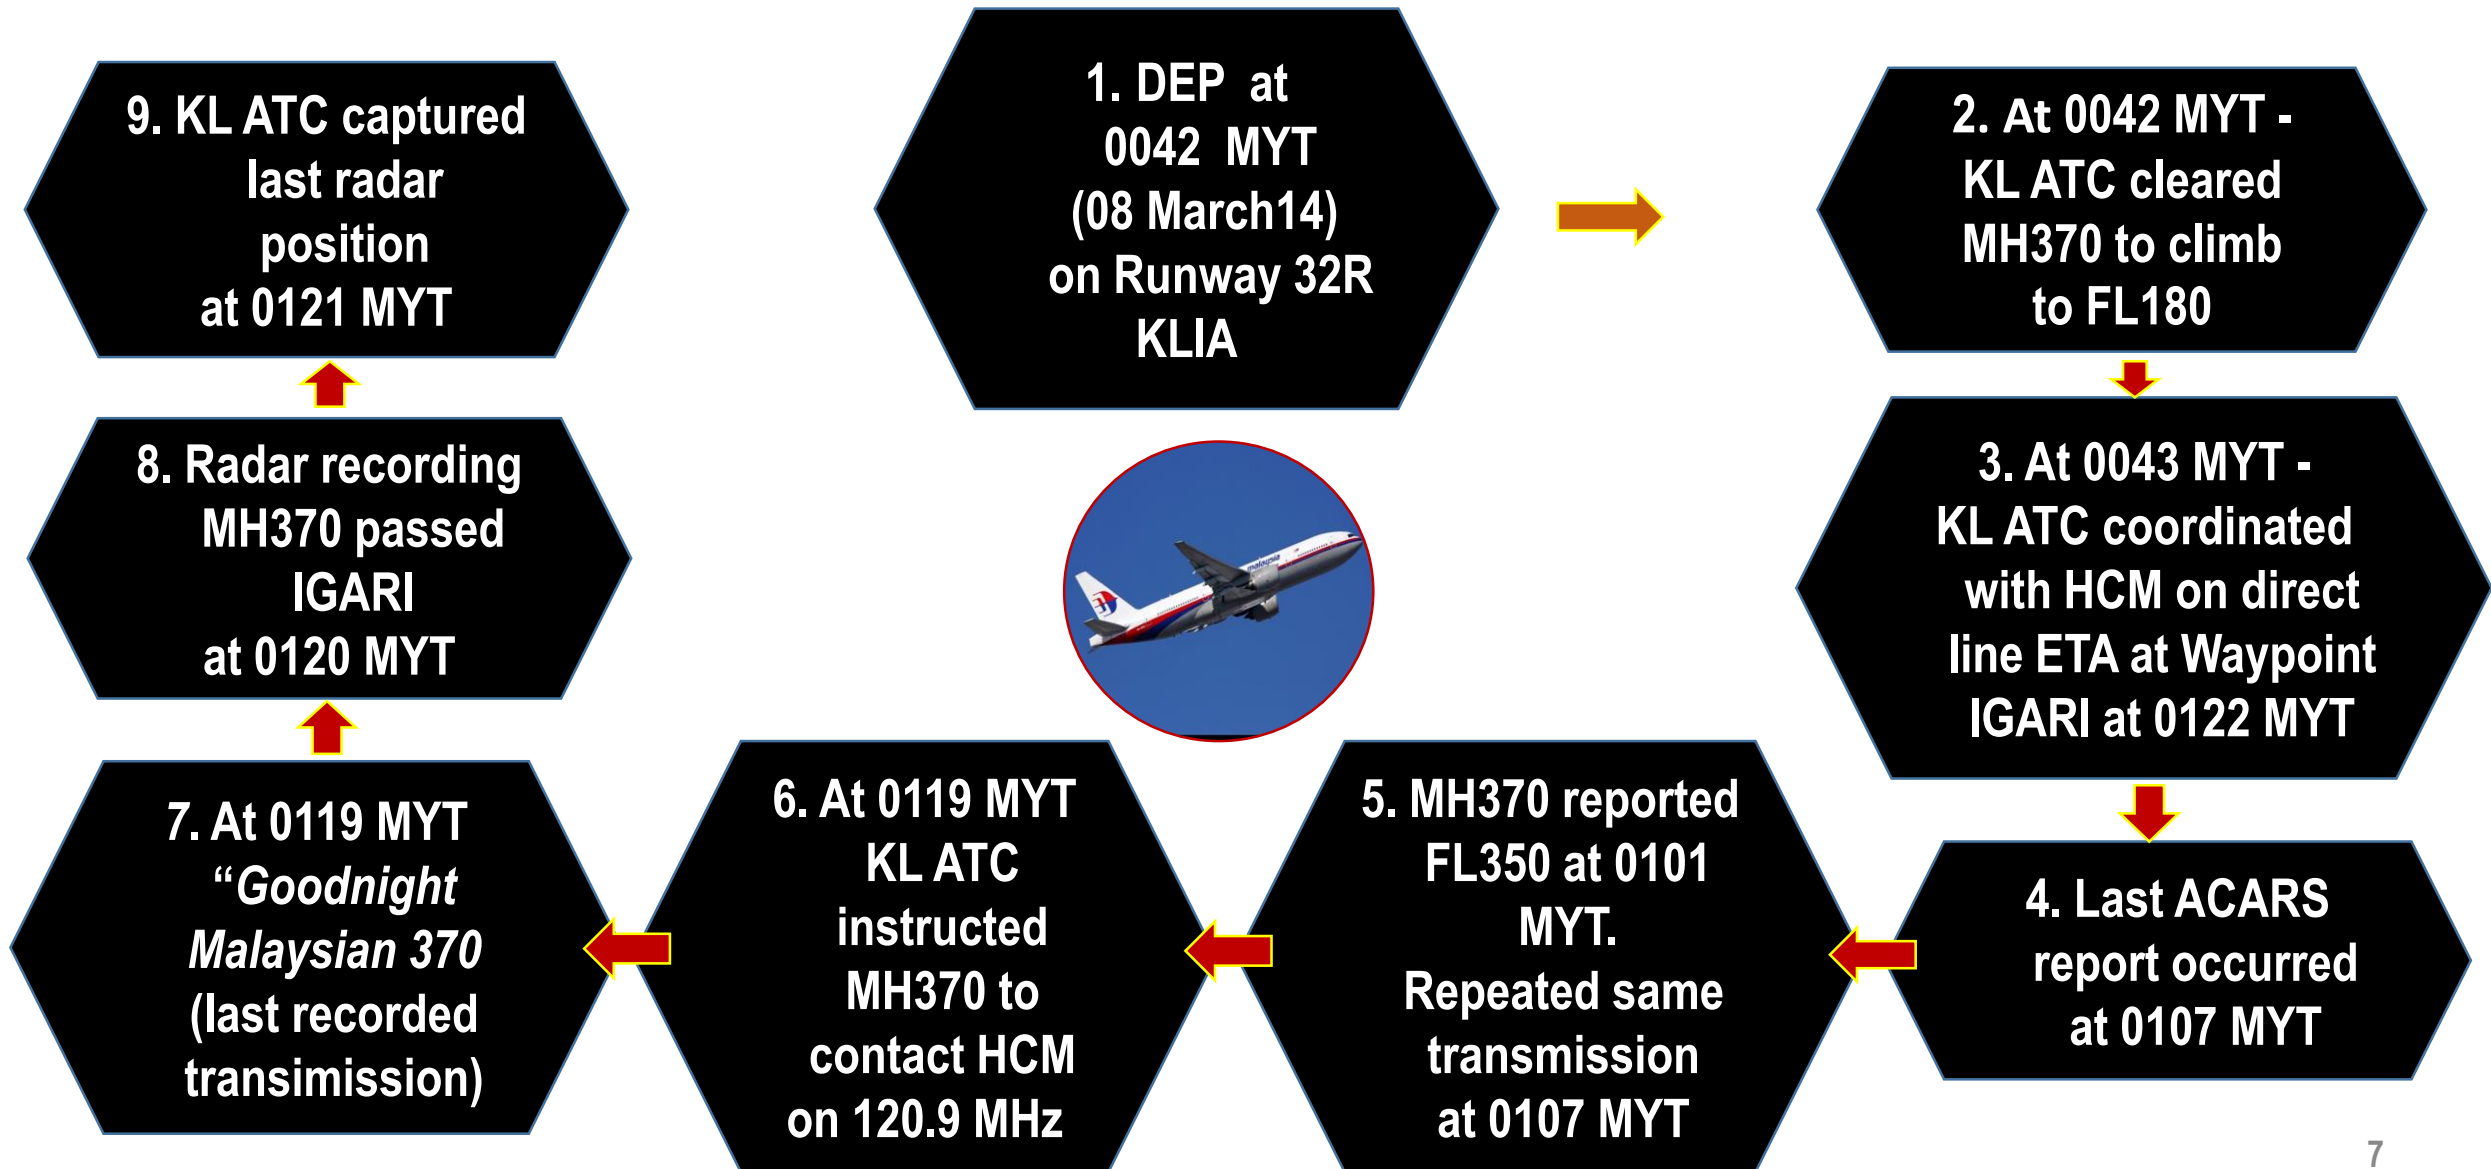 1. DEP at
0042 MYT
(08 March14)
on Runway 32R
KLIA
2. At 0042 MYT -
KL ATC cleared
MH370 to climb
to FL180
3. At 0043 MYT -
KL ATC coordinated
with HCM on direct
line ETA at Waypoint
IGARI at 0122 MYT
4. Last ACARS
report occurred
at 0107 MYT
5. MH370 reported
FL350 at 0101
MYT.
Repeated same
transmission
at 0107 MYT
6. At 0119 MYT
KL ATC
instructed
MH370 to
contact HCM
on 120.9 MHz
7. At 0119 MYT
“Goodnight
Malaysian 370
(last recorded
transimission)
8. Radar recording
MH370 passed
IGARI
at 0120 MYT
9. KL ATC captured
last radar
position
at 0121 MYT
malaysia
7